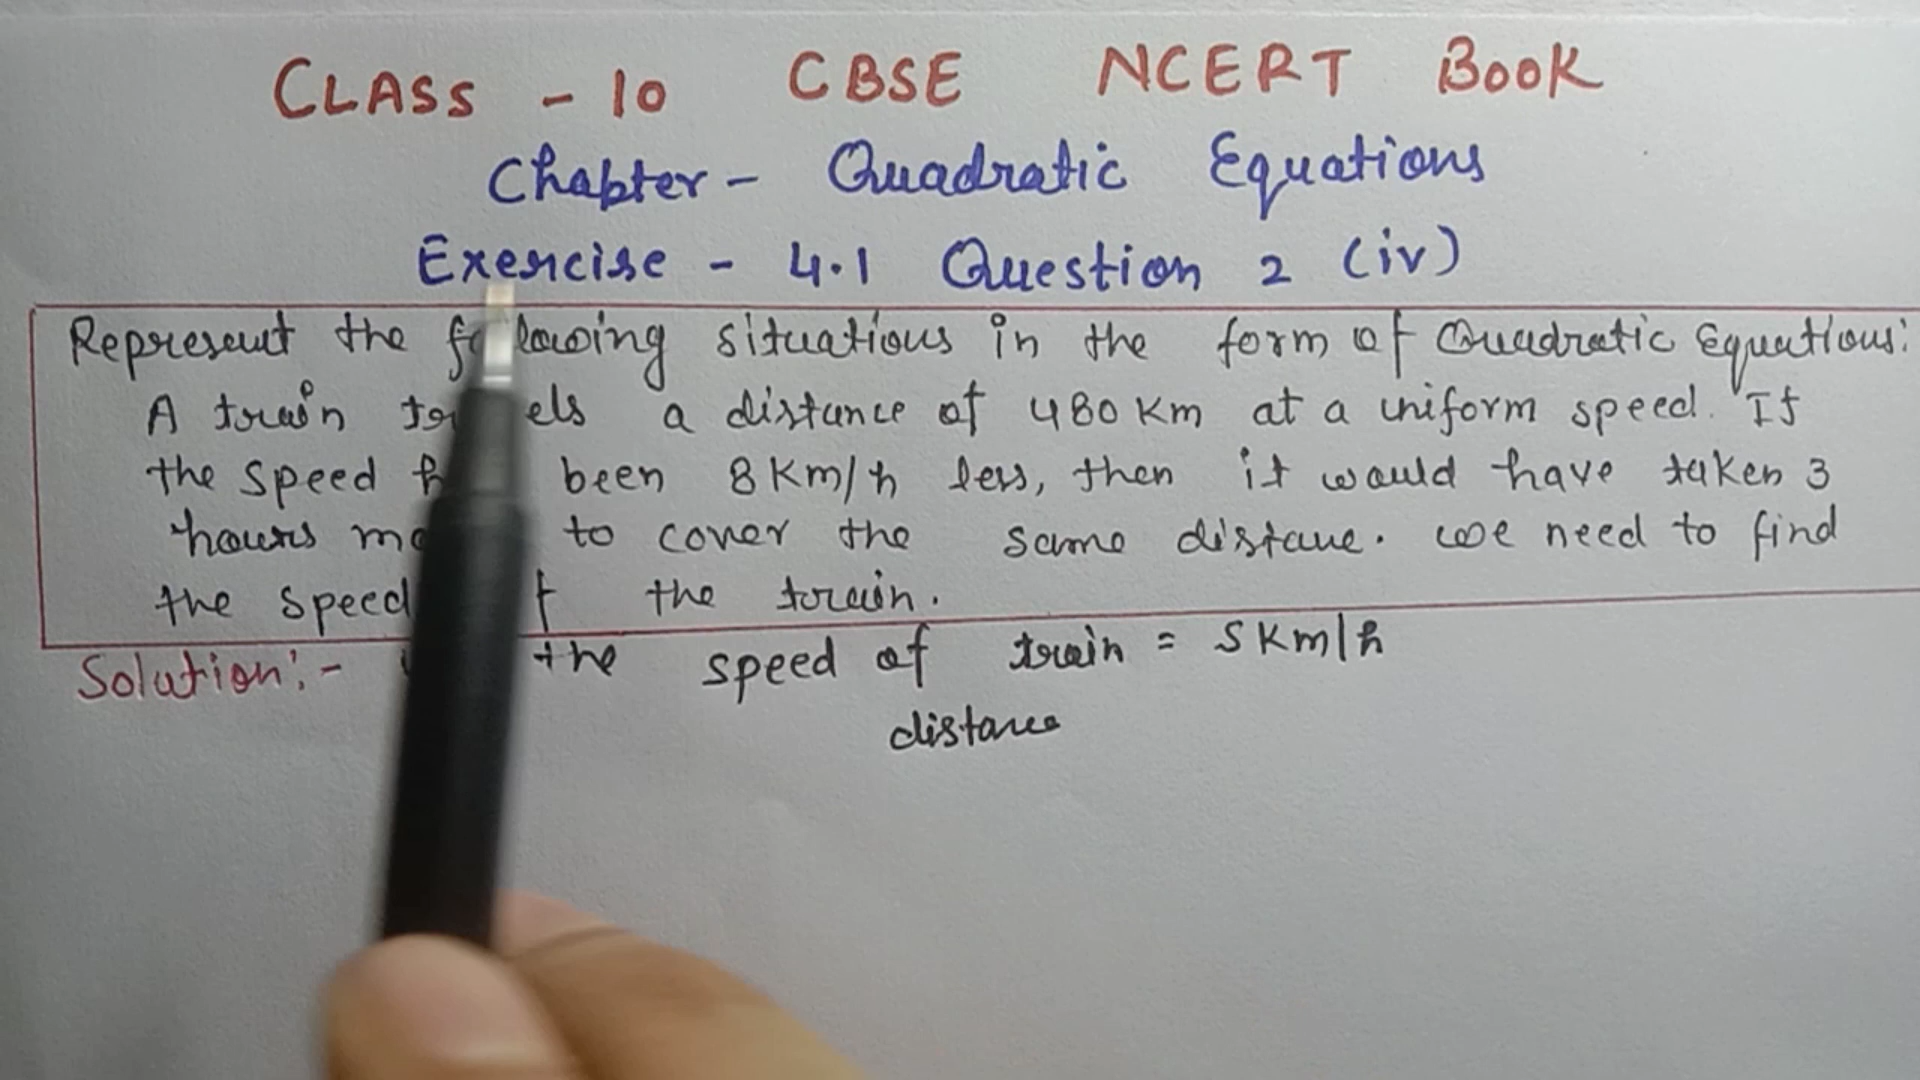 CLASS - 10 CBSE NCERT Book
Chapter - Quadratic Equations
Exercise - 4.1 Question 2 (iv)
Represent the following situations in the form of Quadratic Equations:
A train els a distance of 480 Km at a uniform speed. If
the speed been 8 Km/h less, then it would have taken 3
hours to cover the same distance. we need to find
the speed the train.
Solution:- the speed of train = S Km/h
distance